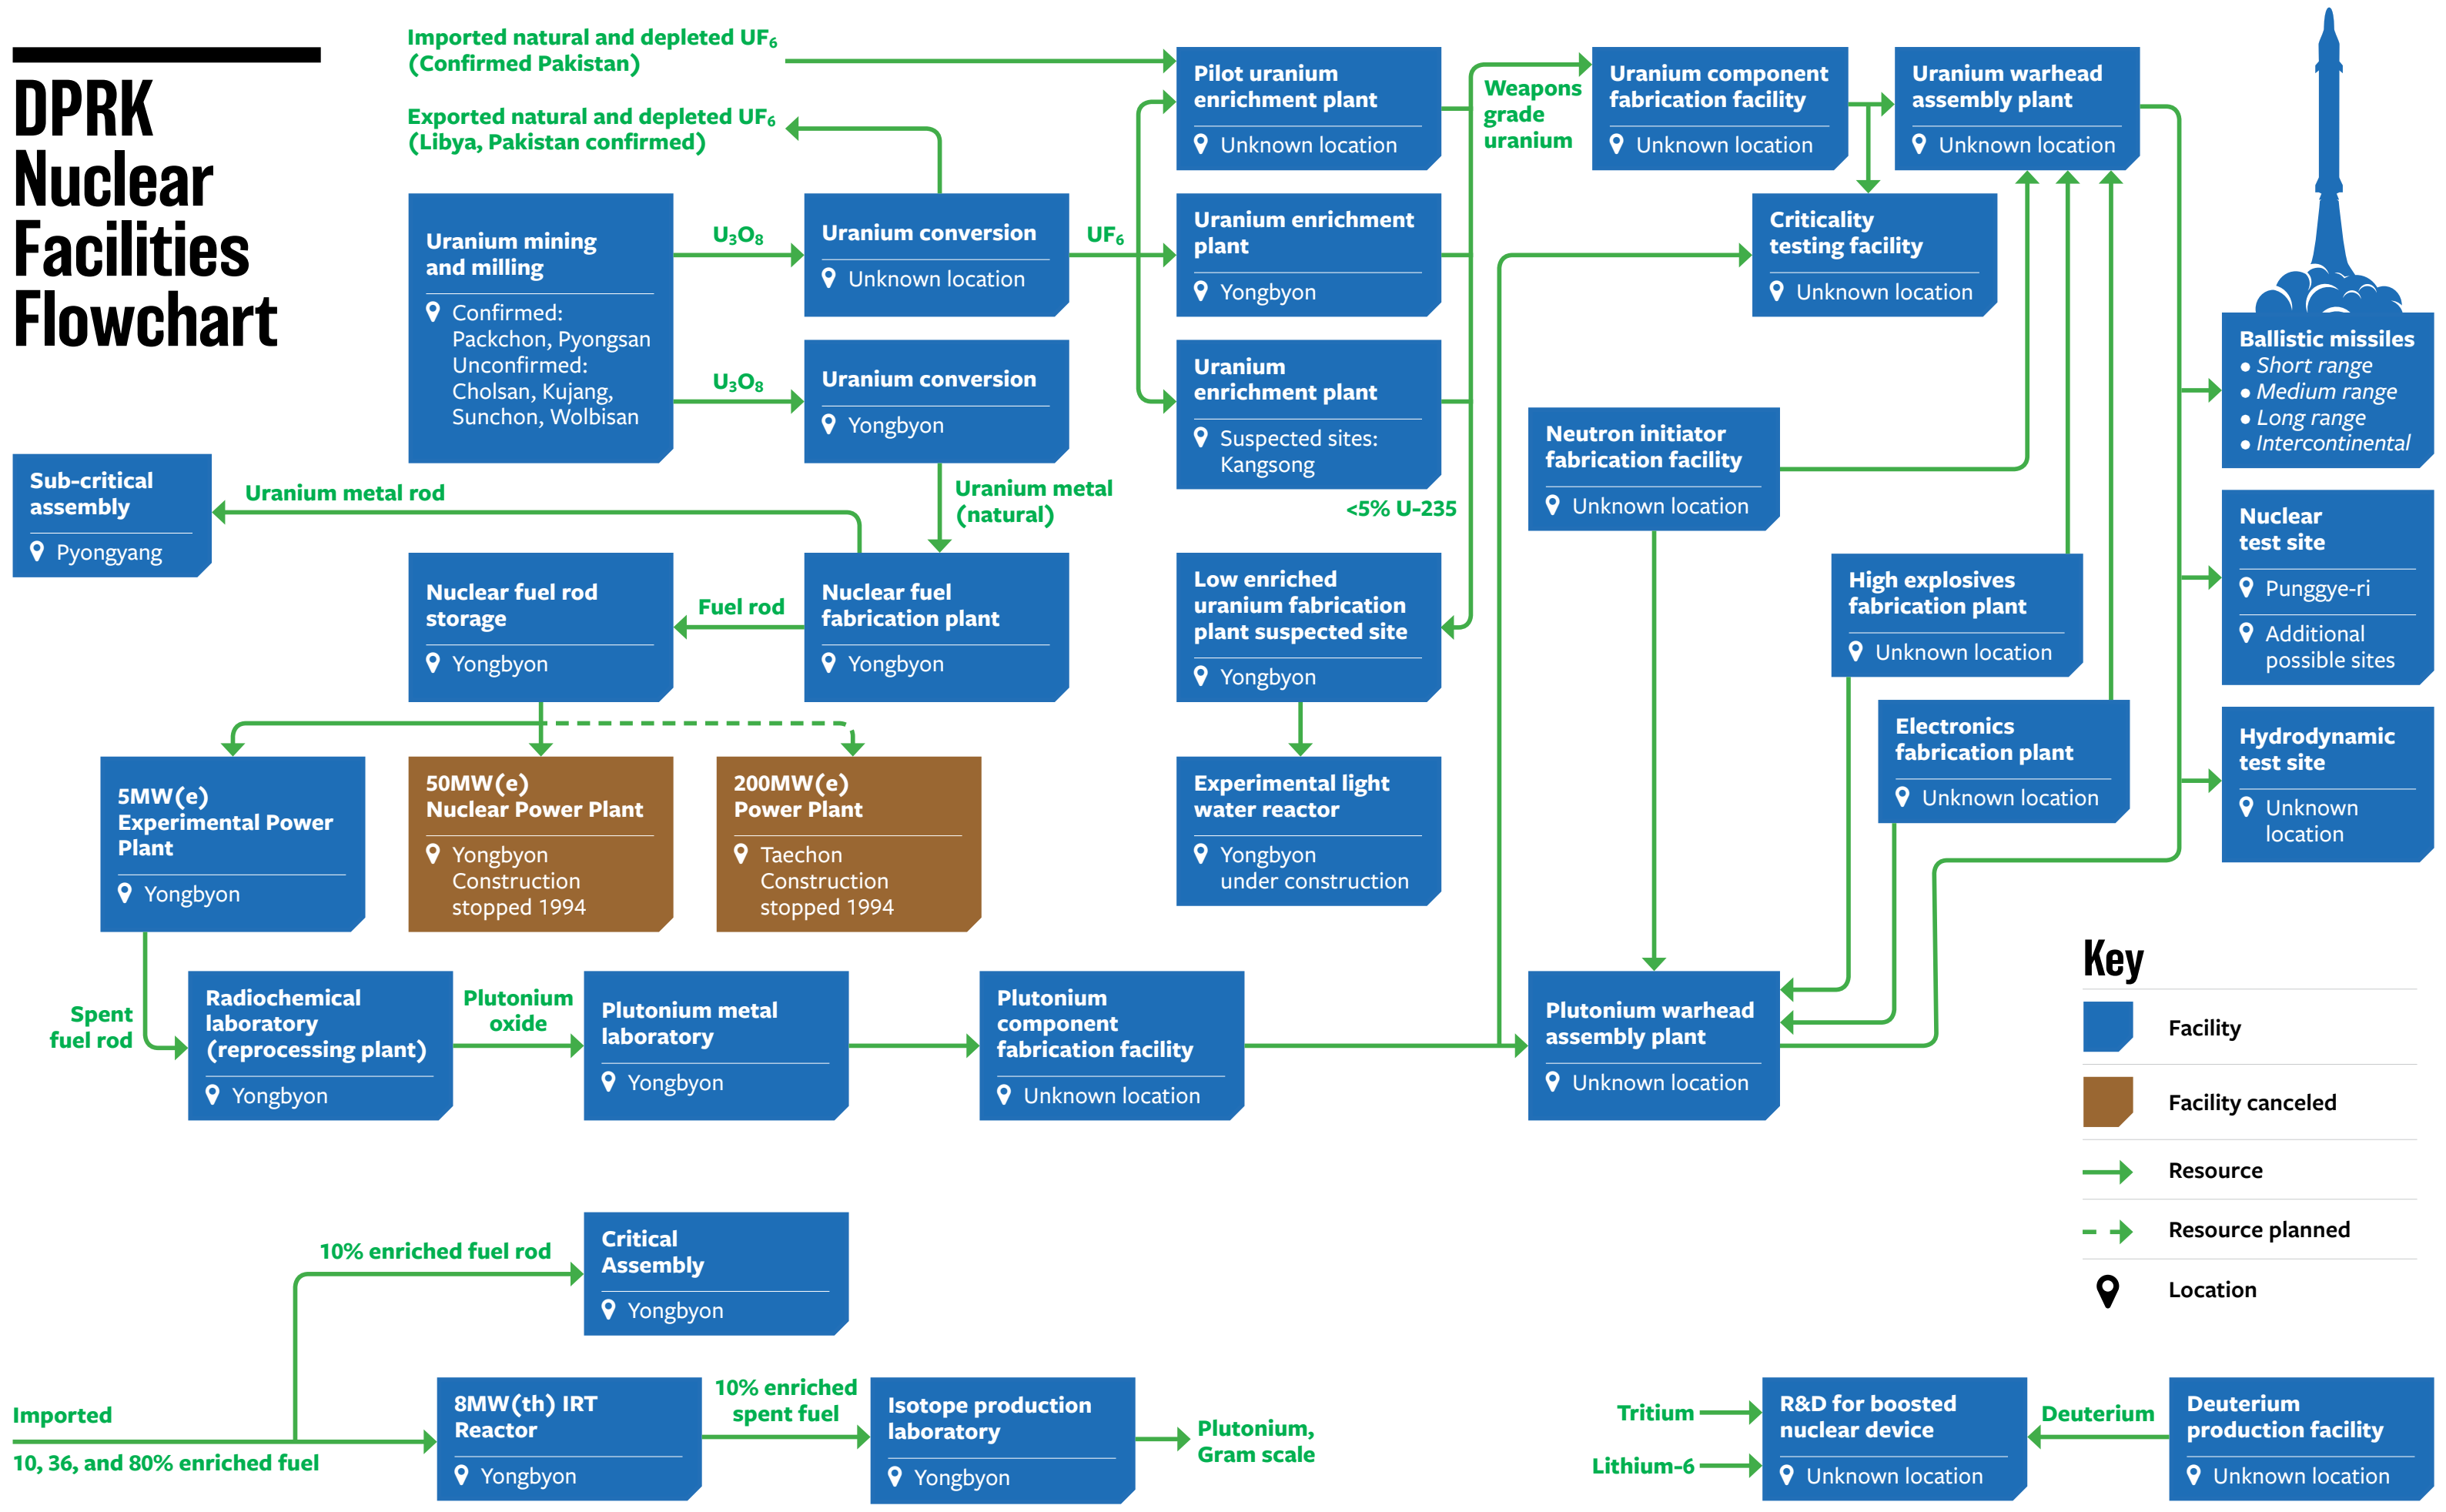 DPRK
Nuclear
Facilities
Flowchart
Imported natural and depleted UF₆
(Confirmed Pakistan)
Exported natural and depleted UF₆
(Libya, Pakistan confirmed)
Uranium mining
and milling
Confirmed:
Packchon, Pyongsan
Unconfirmed:
Cholsan, Kujang,
Sunchon, Wolbisan
U₃O₈
U₃O₈
Uranium conversion
Unknown location
UF₆
Uranium conversion
Yongbyon
Pilot uranium
enrichment plant
Unknown location
Uranium enrichment
plant
Yongbyon
Uranium
enrichment plant
Suspected sites:
Kangsong
Weapons
grade
uranium
Uranium component
fabrication facility
Unknown location
Uranium warhead
assembly plant
Unknown location
Criticality
testing facility
Unknown location
Ballistic missiles
• Short range
• Medium range
• Long range
• Intercontinental
Neutron initiator
fabrication facility
Unknown location
Sub-critical
assembly
Pyongyang
Uranium metal rod
Uranium metal
(natural)
<5% U-235
Nuclear fuel rod
storage
Yongbyon
Fuel rod
Nuclear fuel
fabrication plant
Yongbyon
Low enriched
uranium fabrication
plant suspected site
Yongbyon
High explosives
fabrication plant
Unknown location
Nuclear
test site
Punggye-ri
Additional
possible sites
Electronics
fabrication plant
Unknown location
Hydrodynamic
test site
Unknown
location
5MW(e)
Experimental Power
Plant
Yongbyon
50MW(e)
Nuclear Power Plant
Yongbyon
Construction
stopped 1994
200MW(e)
Power Plant
Taechon
Construction
stopped 1994
Experimental light
water reactor
Yongbyon
under construction
Spent
fuel rod
Radiochemical
laboratory
(reprocessing plant)
Yongbyon
Plutonium
oxide
Plutonium metal
laboratory
Yongbyon
Plutonium
component
fabrication facility
Unknown location
Plutonium warhead
assembly plant
Unknown location
Key
Facility
Facility canceled
Resource
Resource planned
Location
10% enriched fuel rod
Critical
Assembly
Yongbyon
Imported
10, 36, and 80% enriched fuel
8MW(th) IRT
Reactor
Yongbyon
10% enriched
spent fuel
Isotope production
laboratory
Yongbyon
Plutonium,
Gram scale
Tritium
Lithium-6
R&D for boosted
nuclear device
Unknown location
Deuterium
Deuterium
production facility
Unknown location